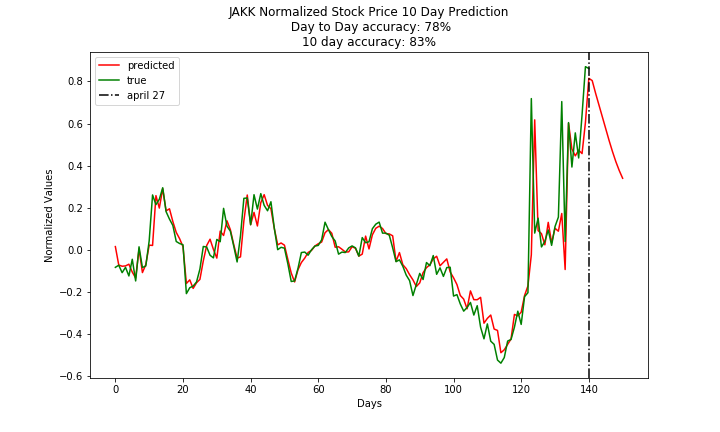 JAKK Normalized Stock Price 10 Day Prediction
Day to Day accuracy: 78%
10 day accuracy: 83%
predicted
true
april 27
Normalized Values
0.8
0.6
0.4
0.2
0.0
−0.2
−0.4
−0.6
0 20 40 60 80 100 120 140
Days